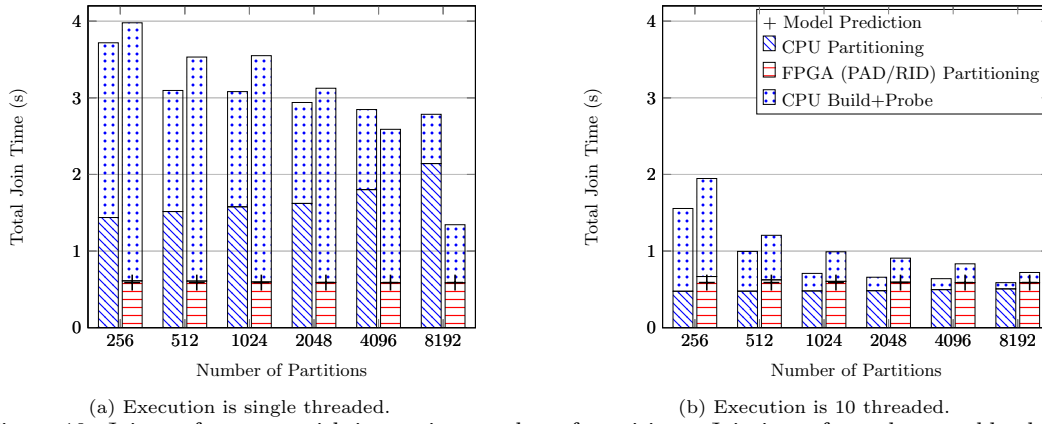 4
3
2
1
0
Total Join Time (s)
256 512 1024 2048 4096 8192
Number of Partitions
(a) Execution is single threaded.
4
3
2
1
0
Total Join Time (s)
Model Prediction
CPU Partitioning
FPGA (PAD/RID) Partitioning
CPU Build+Probe
256 512 1024 2048 4096 8192
Number of Partitions
(b) Execution is 10 threaded.